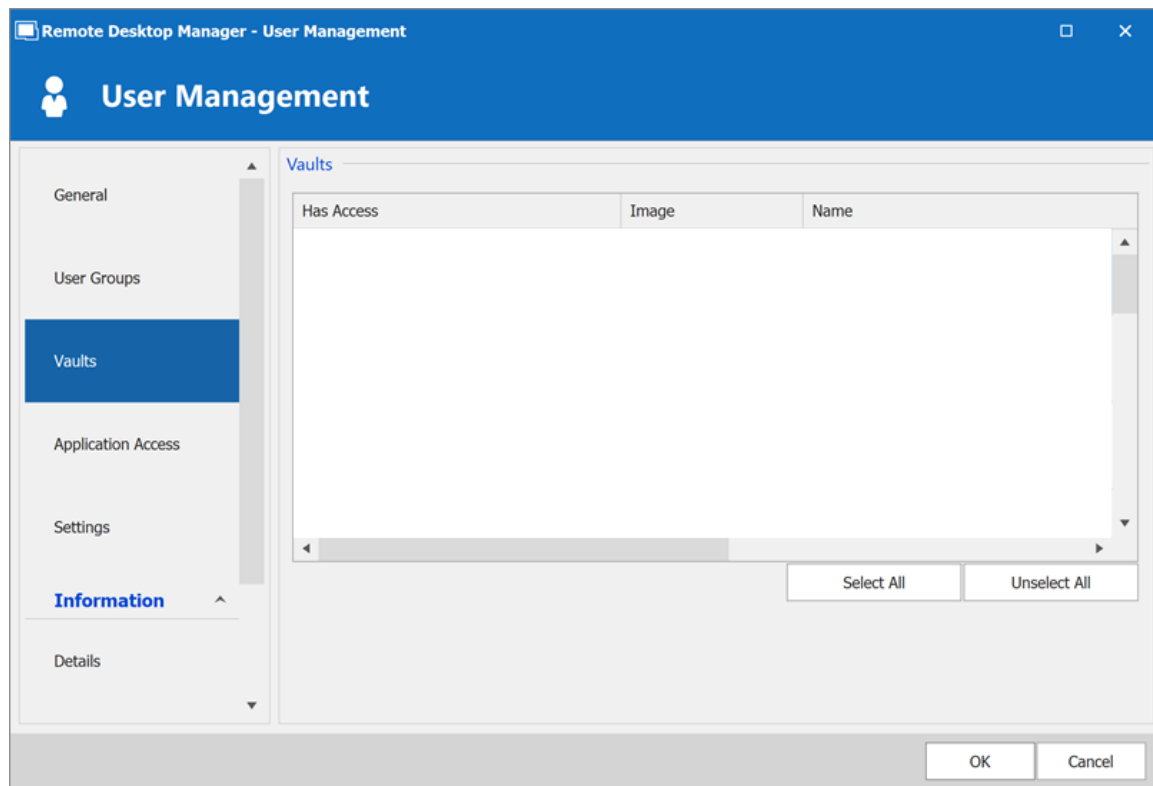 Remote Desktop Manager - User Management
User Management
General
User Groups
Vaults
Application Access
Settings
Information
Details
Vaults
Has Access Image Name
Select All Unselect All
OK Cancel